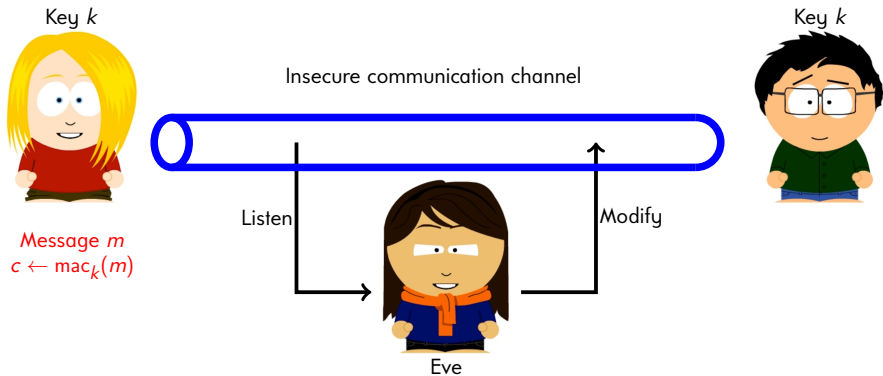 Key k
Key k
Insecure communication channel
Listen
Modify
Message m
c ← mac_k(m)
Eve